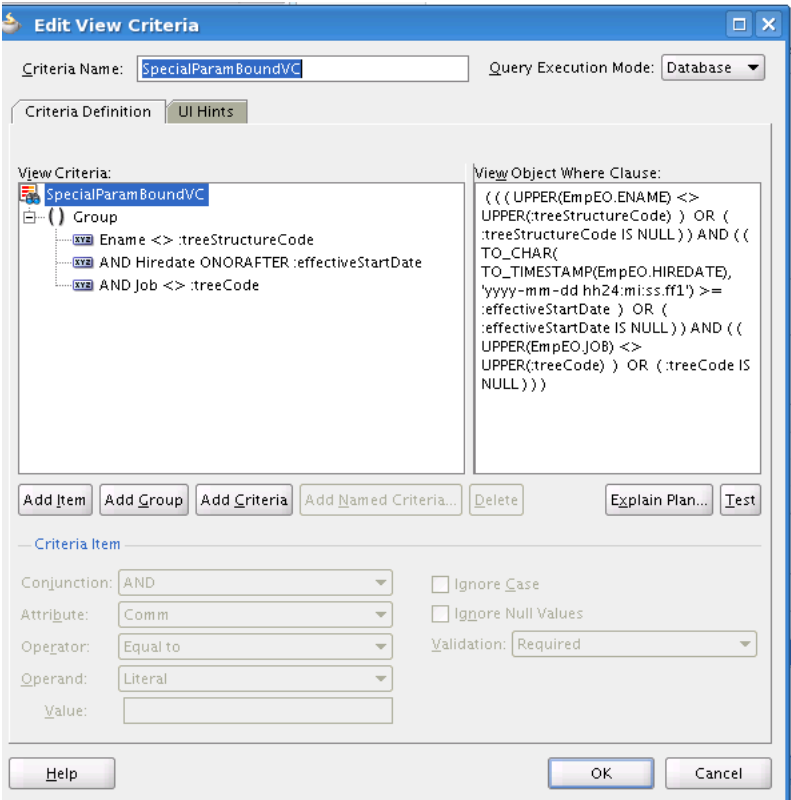 Edit View Criteria
Criteria Name: SpecialParamBoundVC
Query Execution Mode: Database
Criteria Definition
UI Hints
View Criteria:
SpecialParamBoundVC
() Group
XYZ Ename <> :treeStructureCode
XYZ AND Hiredate ONORAFTER :effectiveStartDate
XYZ AND Job <> :treeCode
View Object Where Clause:
( ( ( UPPER(EmpEO.ENAME) <>
UPPER(:treeStructureCode) ) OR (
:treeStructureCode IS NULL ) ) AND ( (
TO_CHAR(
TO_TIMESTAMP(EmpEO.HIREDATE),
'yyyy-mm-dd hh24:mi:ss.ff1') >=
:effectiveStartDate ) OR (
:effectiveStartDate IS NULL ) ) AND ( (
UPPER(EmpEO.JOB) <>
UPPER(:treeCode) ) OR ( :treeCode IS
NULL ) ) )
Add Item
Add Group
Add Criteria
Add Named Criteria...
Delete
Explain Plan...
Test
Criteria Item
Conjunction: AND
Attribute: Comm
Operator: Equal to
Operand: Literal
Value:
Ignore Case
Ignore Null Values
Validation: Required
Help
OK
Cancel